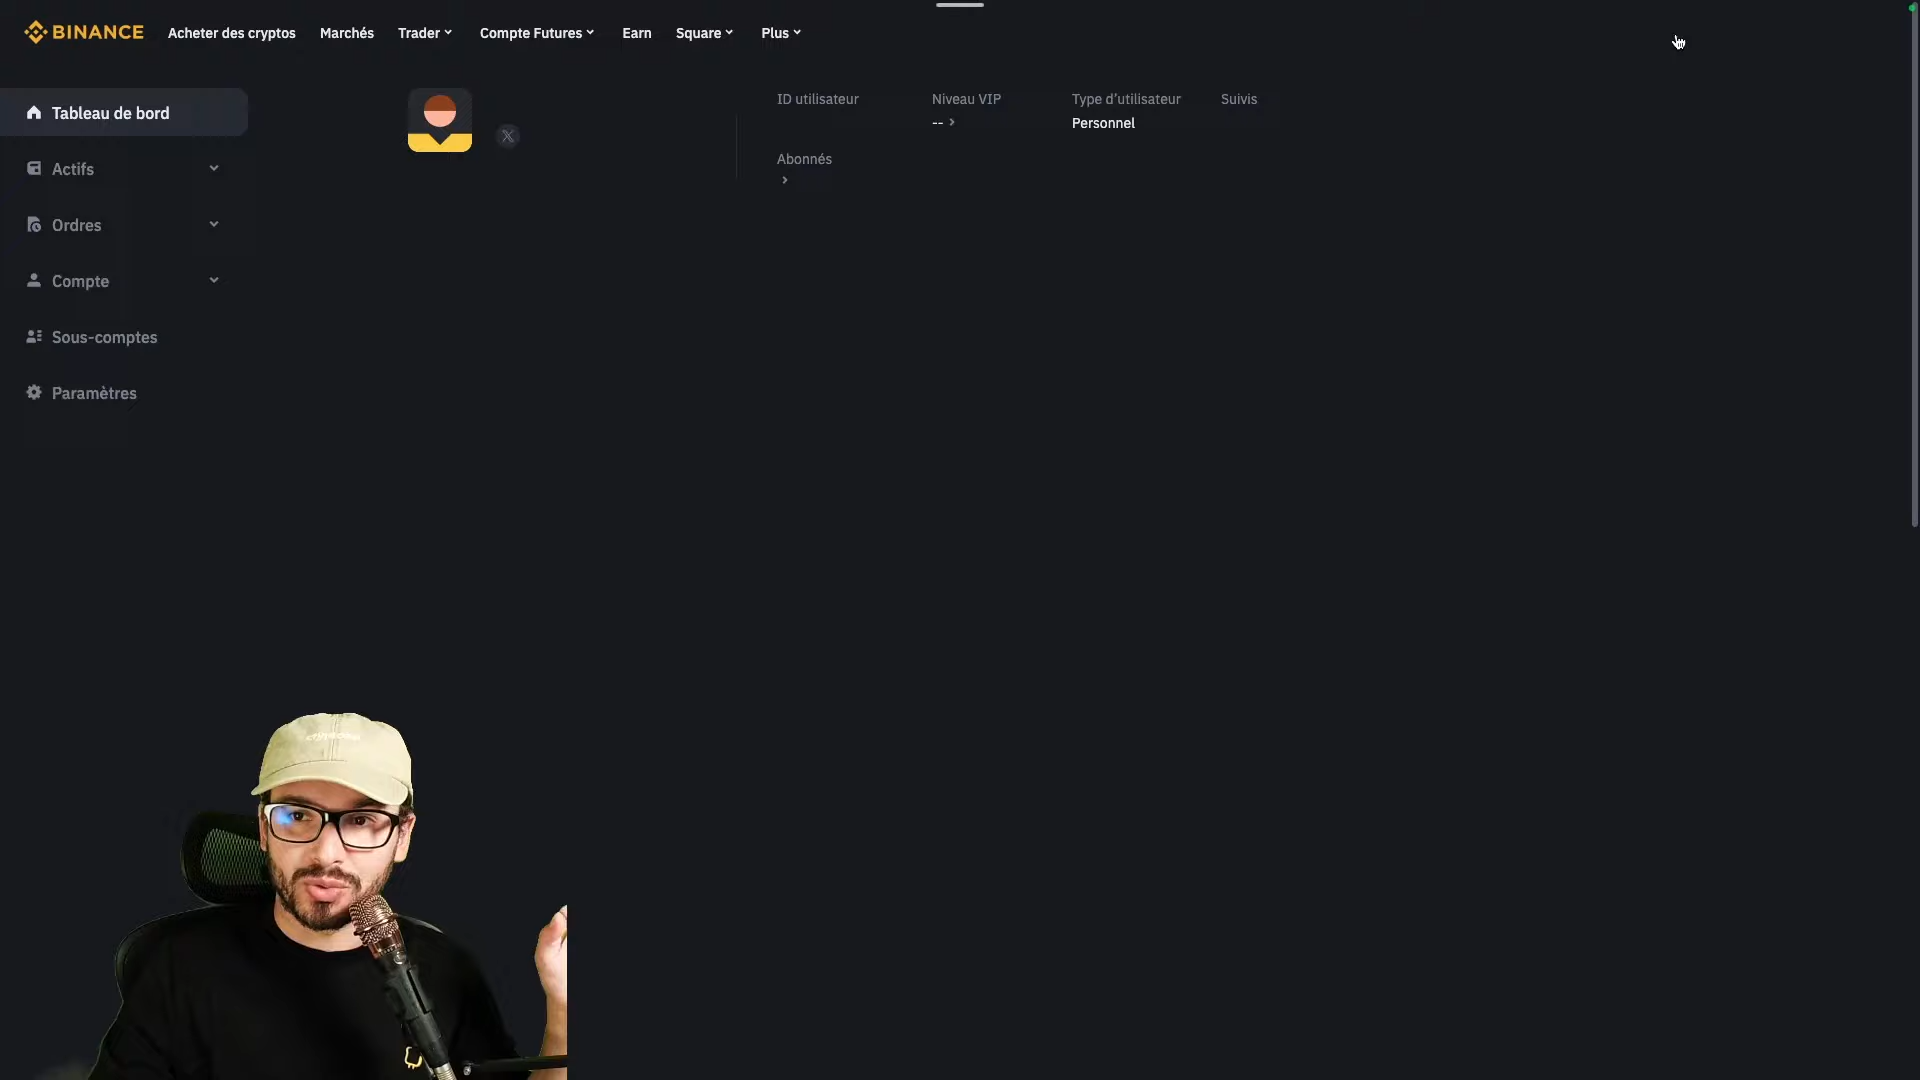 BINANCE
Acheter des cryptos
Marchés
Trader
Compte Futures
Earn
Square
Plus
Tableau de bord
Actifs
Ordres
Compte
Sous-comptes
Paramètres
ID utilisateur
Niveau VIP
--
Type d’utilisateur
Personnel
Suivis
Abonnés